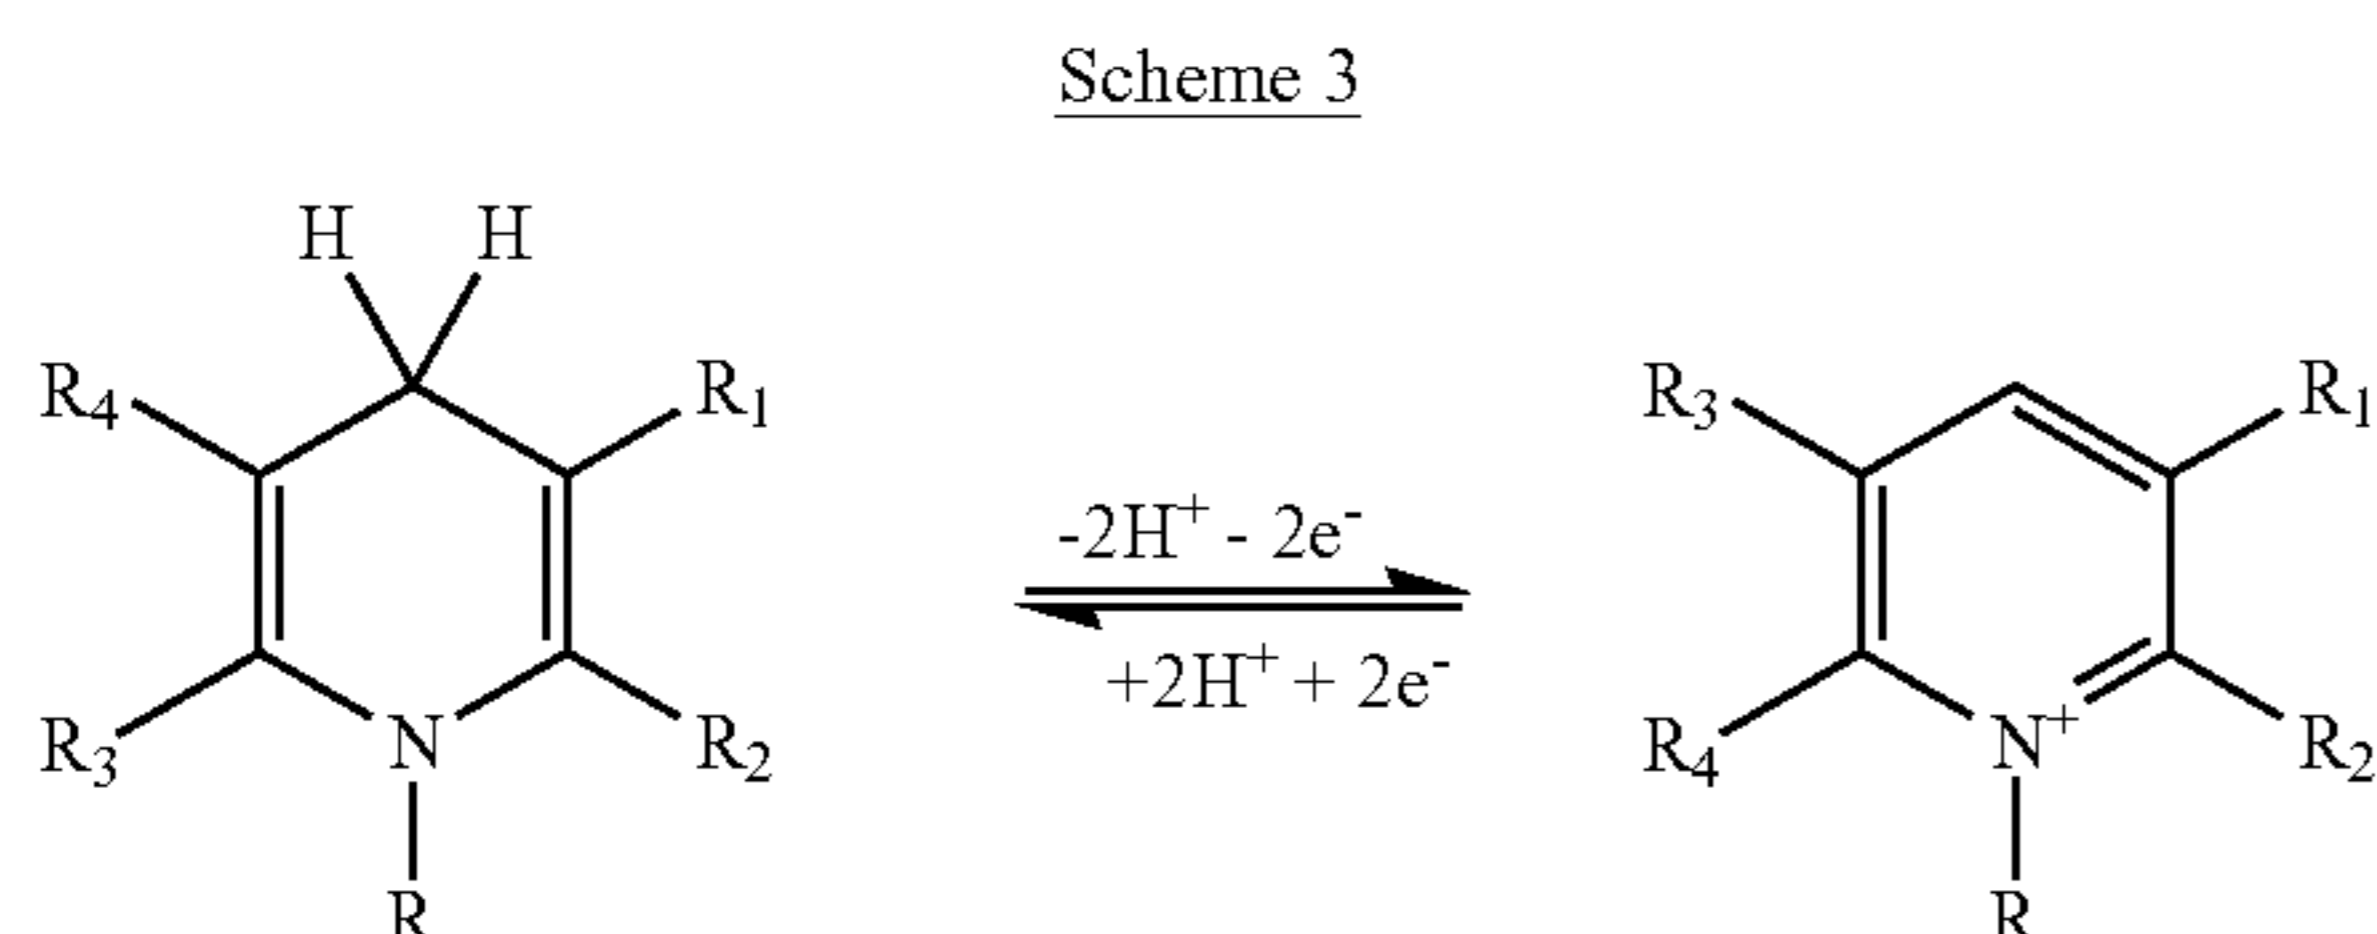 Scheme 3
H H
R4 R1 R3 R1
-2H+ - 2e-
+2H+ + 2e-
R3 N R2 R4 N+ R2
R R